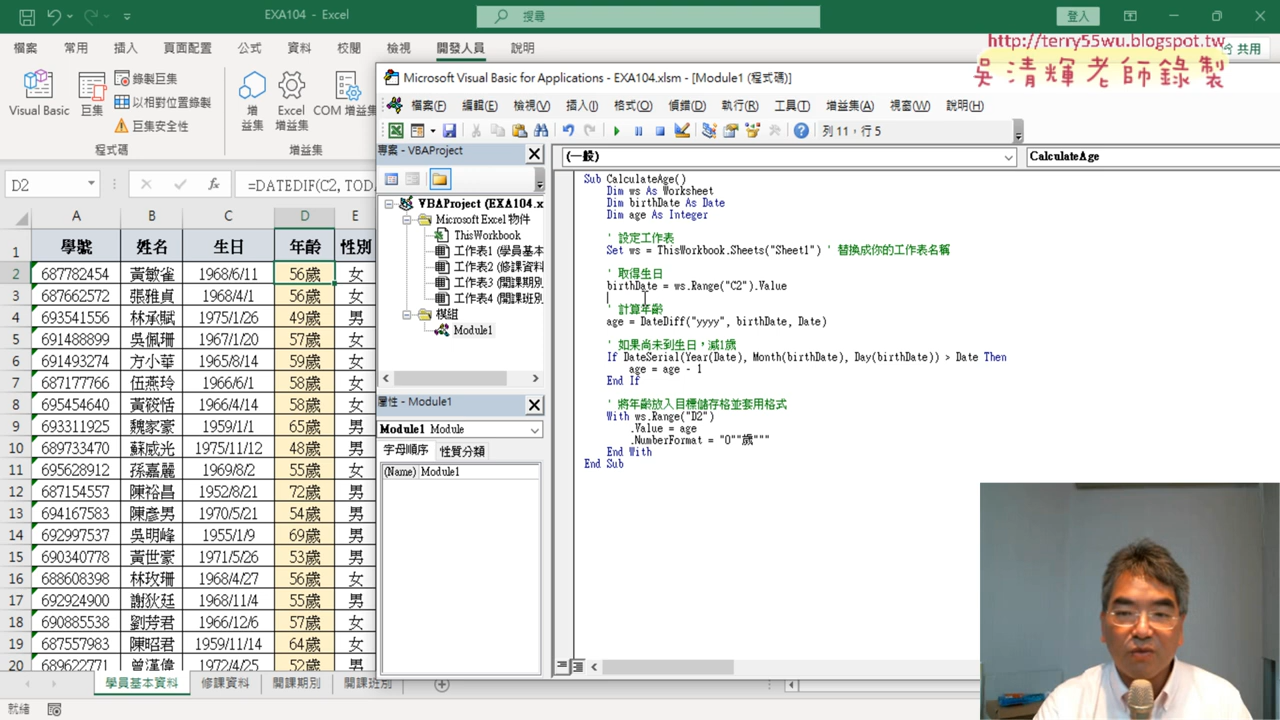 EXA104 - Excel
搜尋
登入
http://terry55wu.blogspot.tw
吳清輝老師錄製
檔案 常用 插入 頁面配置 公式 資料 校閱 檢視 開發人員 說明
共用
Visual Basic
巨集
錄製巨集
以相對位置錄製
巨集安全性
程式碼
增益集
Excel 增益集
COM 增益集
增益集
D2
fx
=DATEDIF(C2, TODA
A B C D E
1 學號 姓名 生日 年齡 性別
2 687782454 黃敏雀 1968/6/11 56歲 女
3 687662572 張雅貞 1968/4/1 56歲 女
4 693541556 林承賦 1975/1/26 49歲 男
5 691488899 吳佩珊 1967/1/20 57歲 女
6 691493274 方小華 1965/8/14 59歲 女
7 687177766 伍燕玲 1966/6/1 58歲 女
8 695454640 黃筱恬 1966/4/14 58歲 女
9 693311925 魏家豪 1959/1/1 65歲 男
10 689733470 蘇威光 1975/11/12 48歲 男
11 695628912 孫嘉麗 1969/8/2 55歲 女
12 687154557 陳裕昌 1952/8/21 72歲 男
13 694167583 陳彥男 1970/5/21 54歲 男
14 692997537 吳明峰 1955/1/9 69歲 男
15 690340778 黃世豪 1971/5/26 53歲 男
16 688608398 林玫珊 1968/4/27 56歲 女
17 692924900 謝狄廷 1968/11/4 55歲 女
18 690885538 劉芳君 1966/12/6 57歲 女
19 687557983 陳昭君 1959/11/14 64歲 女
20 689622771 曾漢偉 1972/4/25 52歲 男
學員基本資料 修課資料 開課期別 開課班別
就緒
Microsoft Visual Basic for Applications - EXA104.xlsm - [Module1 (程式碼)]
檔案(F) 編輯(E) 檢視(V) 插入(I) 格式(O) 偵錯(D) 執行(R) 工具(T) 增益集(A) 視窗(W) 說明(H)
列 11，行 5
專案 - VBAProject
VBAProject (EXA104.x
Microsoft Excel 物件
ThisWorkbook
工作表1 (學員基本
工作表2 (修課資料
工作表3 (開課期別
工作表4 (開課班別
模組
Module1
屬性 - Module1
Module1 Module
字母順序 性質分類
(Name) Module1
(一般)
CalculateAge
Sub CalculateAge()
Dim ws As Worksheet
Dim birthDate As Date
Dim age As Integer
' 設定工作表
Set ws = ThisWorkbook.Sheets("Sheet1") ' 替換成你的工作表名稱
' 取得生日
birthDate = ws.Range("C2").Value
' 計算年齡
age = DateDiff("yyyy", birthDate, Date)
' 如果尚未到生日，減1歲
If DateSerial(Year(Date), Month(birthDate), Day(birthDate)) > Date Then
age = age - 1
End If
' 將年齡放入目標儲存格並套用格式
With ws.Range("D2")
.Value = age
.NumberFormat = "0""歲"""
End With
End Sub